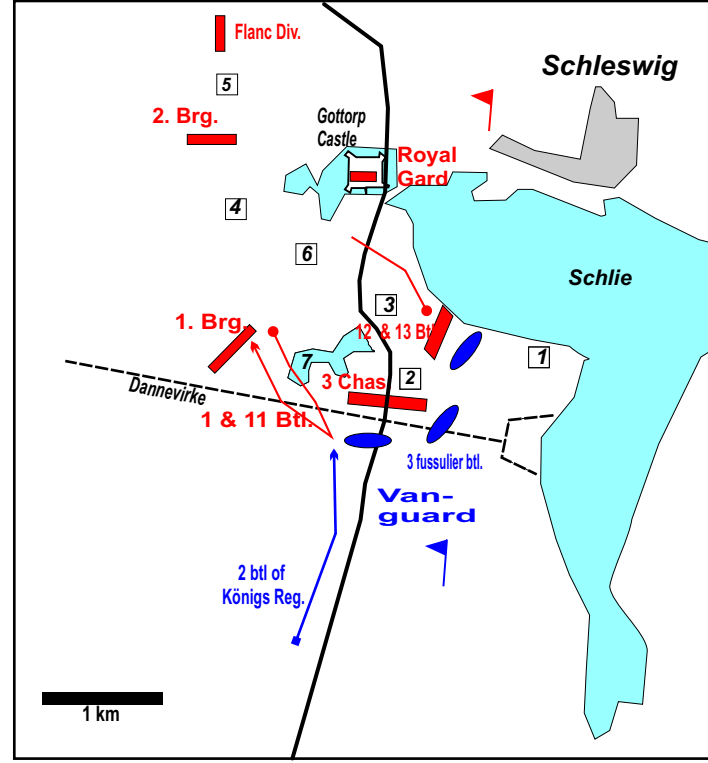 Flanc Div.
5
Schleswig
2. Brg.
Gottorp
Castle
Royal
Gard
4
6
Schlie
3
1. Brg.
12 & 13 Btl
1
7
3 Chas
2
Dannevirke
1 & 11 Btl.
3 fussulier btl.
Van-
guard
2 btl of
Königs Reg.
1 km